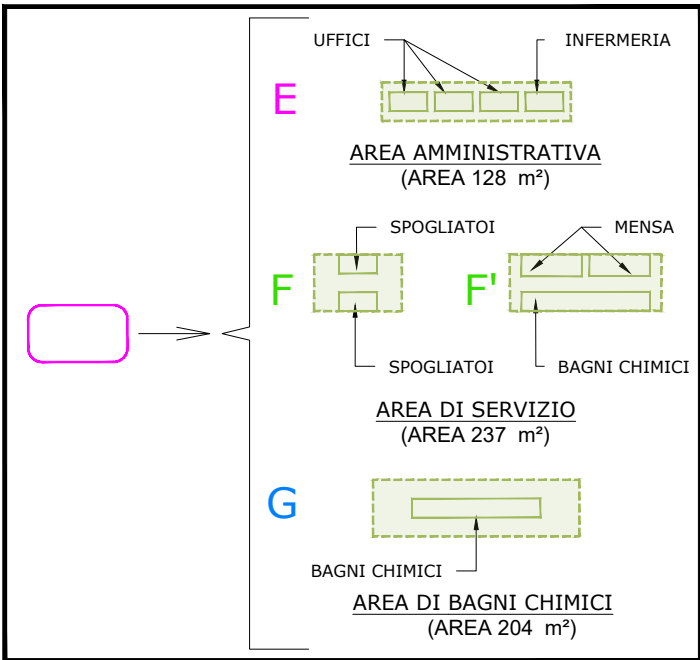 UFFICI
INFERMERIA
E
AREA AMMINISTRATIVA
(AREA 128 m²)
SPOGLIATOI
MENSA
F
F'
SPOGLIATOI
BAGNI CHIMICI
AREA DI SERVIZIO
(AREA 237 m²)
G
BAGNI CHIMICI
AREA DI BAGNI CHIMICI
(AREA 204 m²)